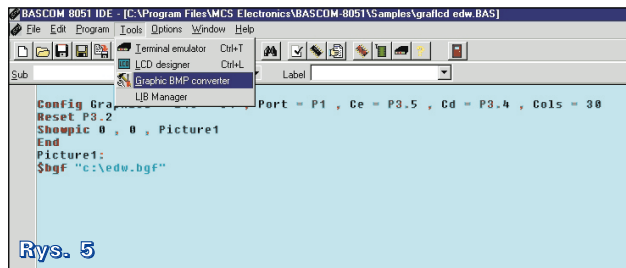 BASCOM 8051 IDE - [C:\Program Files\MCS Electronics\BASCOM-8051\Samples\graflcd edw.BAS]
File Edit Program Tools Options Window Help
Terminal emulator Ctrl+T
LCD designer Ctrl+L
Graphic BMP converter
LIB Manager
Sub
Label
Config Gra , Port = P1 , Ce = P3.5 , Cd = P3.4 , Cols = 30
Reset P3.2
Showpic 0 , 0 , Picture1
End
Picture1:
$bgf "c:\edw.bgf"
Rys. 5